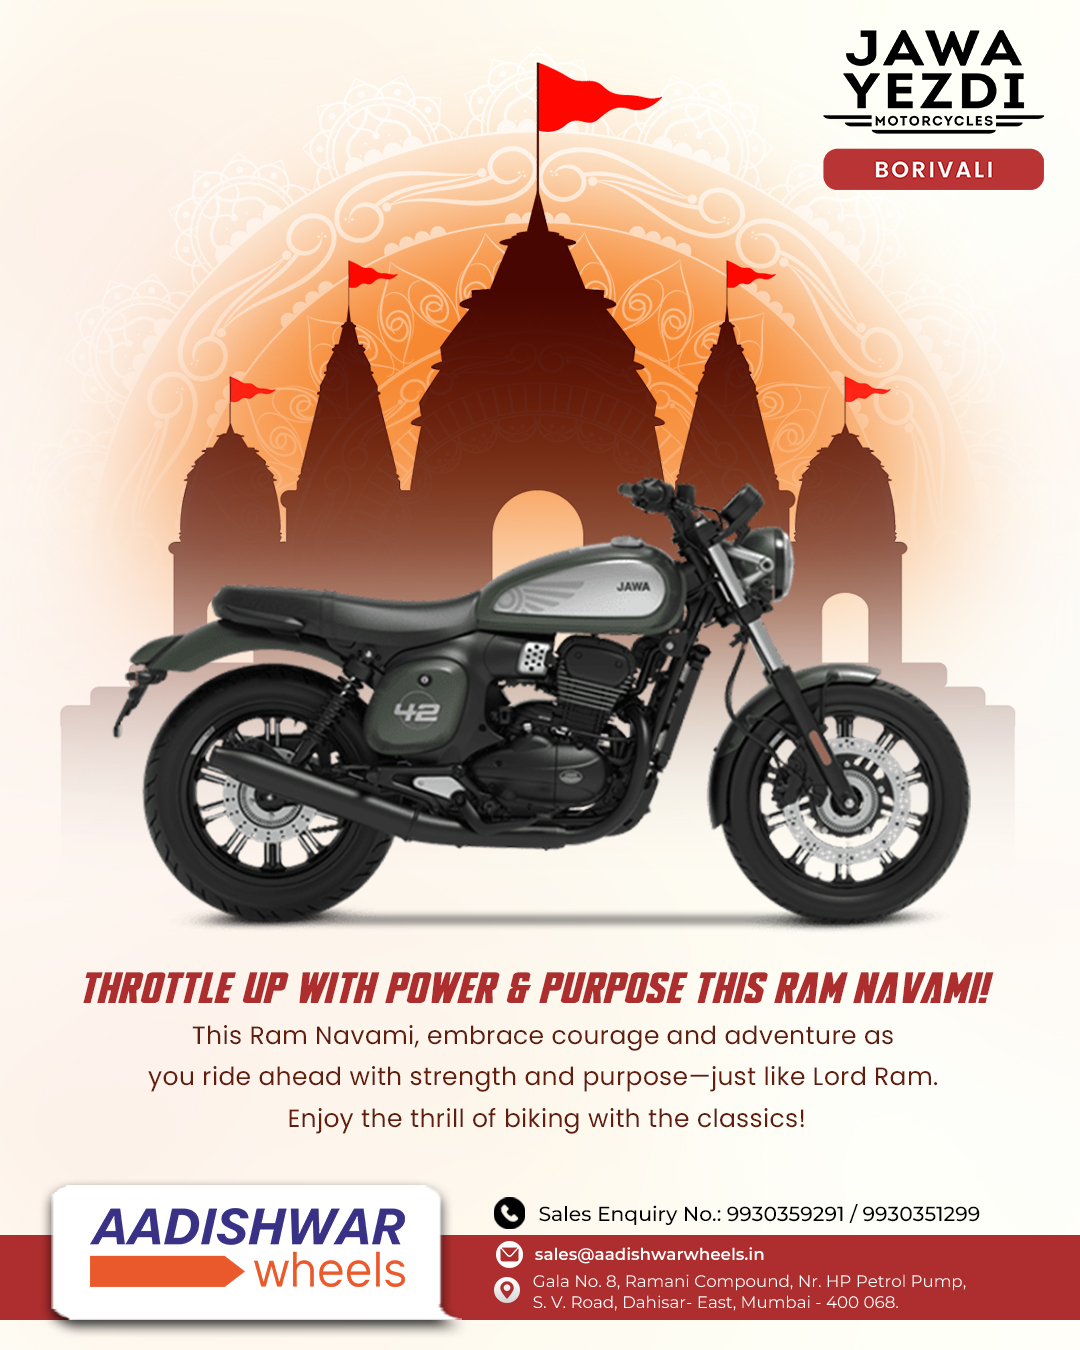 JAWA
YEZDI
MOTORCYCLES
BORIVALI
JAWA
42
THROTTLE UP WITH POWER & PURPOSE THIS RAM NAVAMI!
This Ram Navami, embrace courage and adventure as
you ride ahead with strength and purpose—just like Lord Ram.
Enjoy the thrill of biking with the classics!
AADISHWAR
wheels
Sales Enquiry No.: 9930359291 / 9930351299
sales@aadishwarwheels.in
Gala No. 8, Ramani Compound, Nr. HP Petrol Pump,
S. V. Road, Dahisar- East, Mumbai - 400 068.